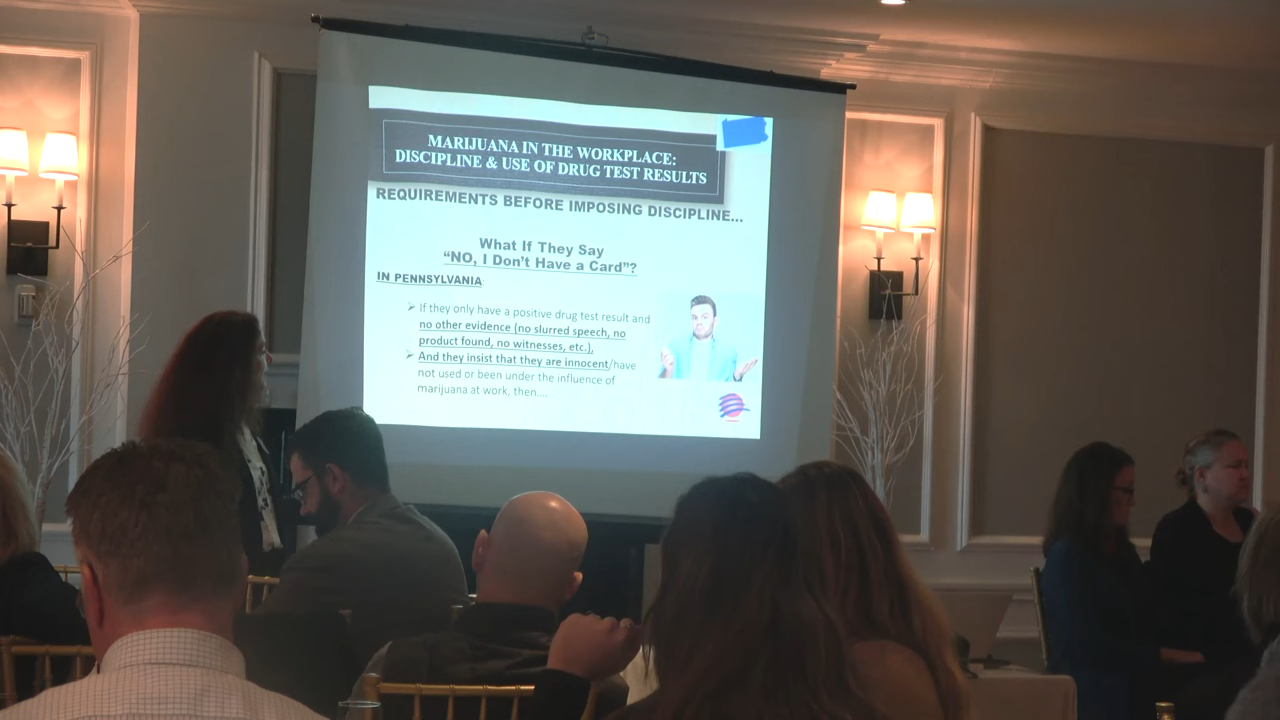 MARIJUANA IN THE WORKPLACE:
DISCIPLINE & USE OF DRUG TEST RESULTS
REQUIREMENTS BEFORE IMPOSING DISCIPLINE...
What If They Say
“NO, I Don’t Have a Card”?
IN PENNSYLVANIA
➢ If they only have a positive drug test result and
no other evidence (no slurred speech, no
product found, no witnesses, etc.),
➢ And they insist that they are innocent/have
not used or been under the influence of
marijuana at work, then....